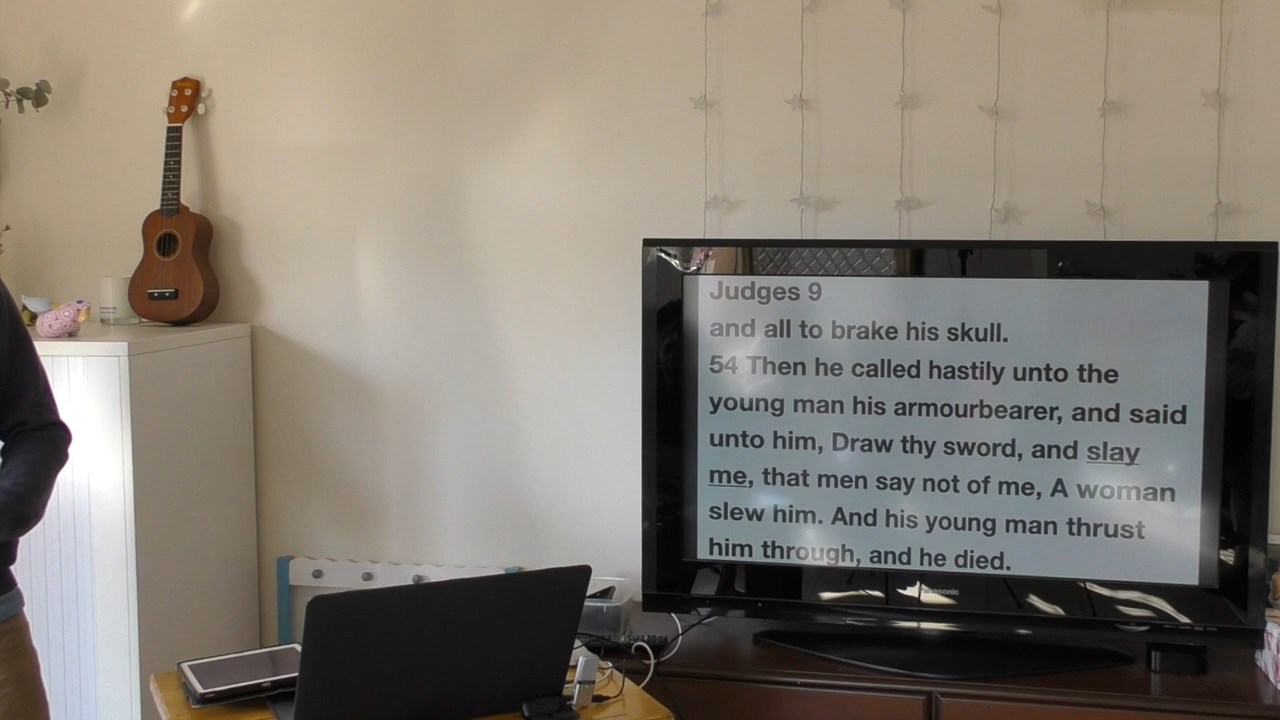 Judges 9
and all to brake his skull.
54 Then he called hastily unto the
young man his armourbearer, and said
unto him, Draw thy sword, and slay
me, that men say not of me, A woman
slew him. And his young man thrust
him through, and he died.
Panasonic